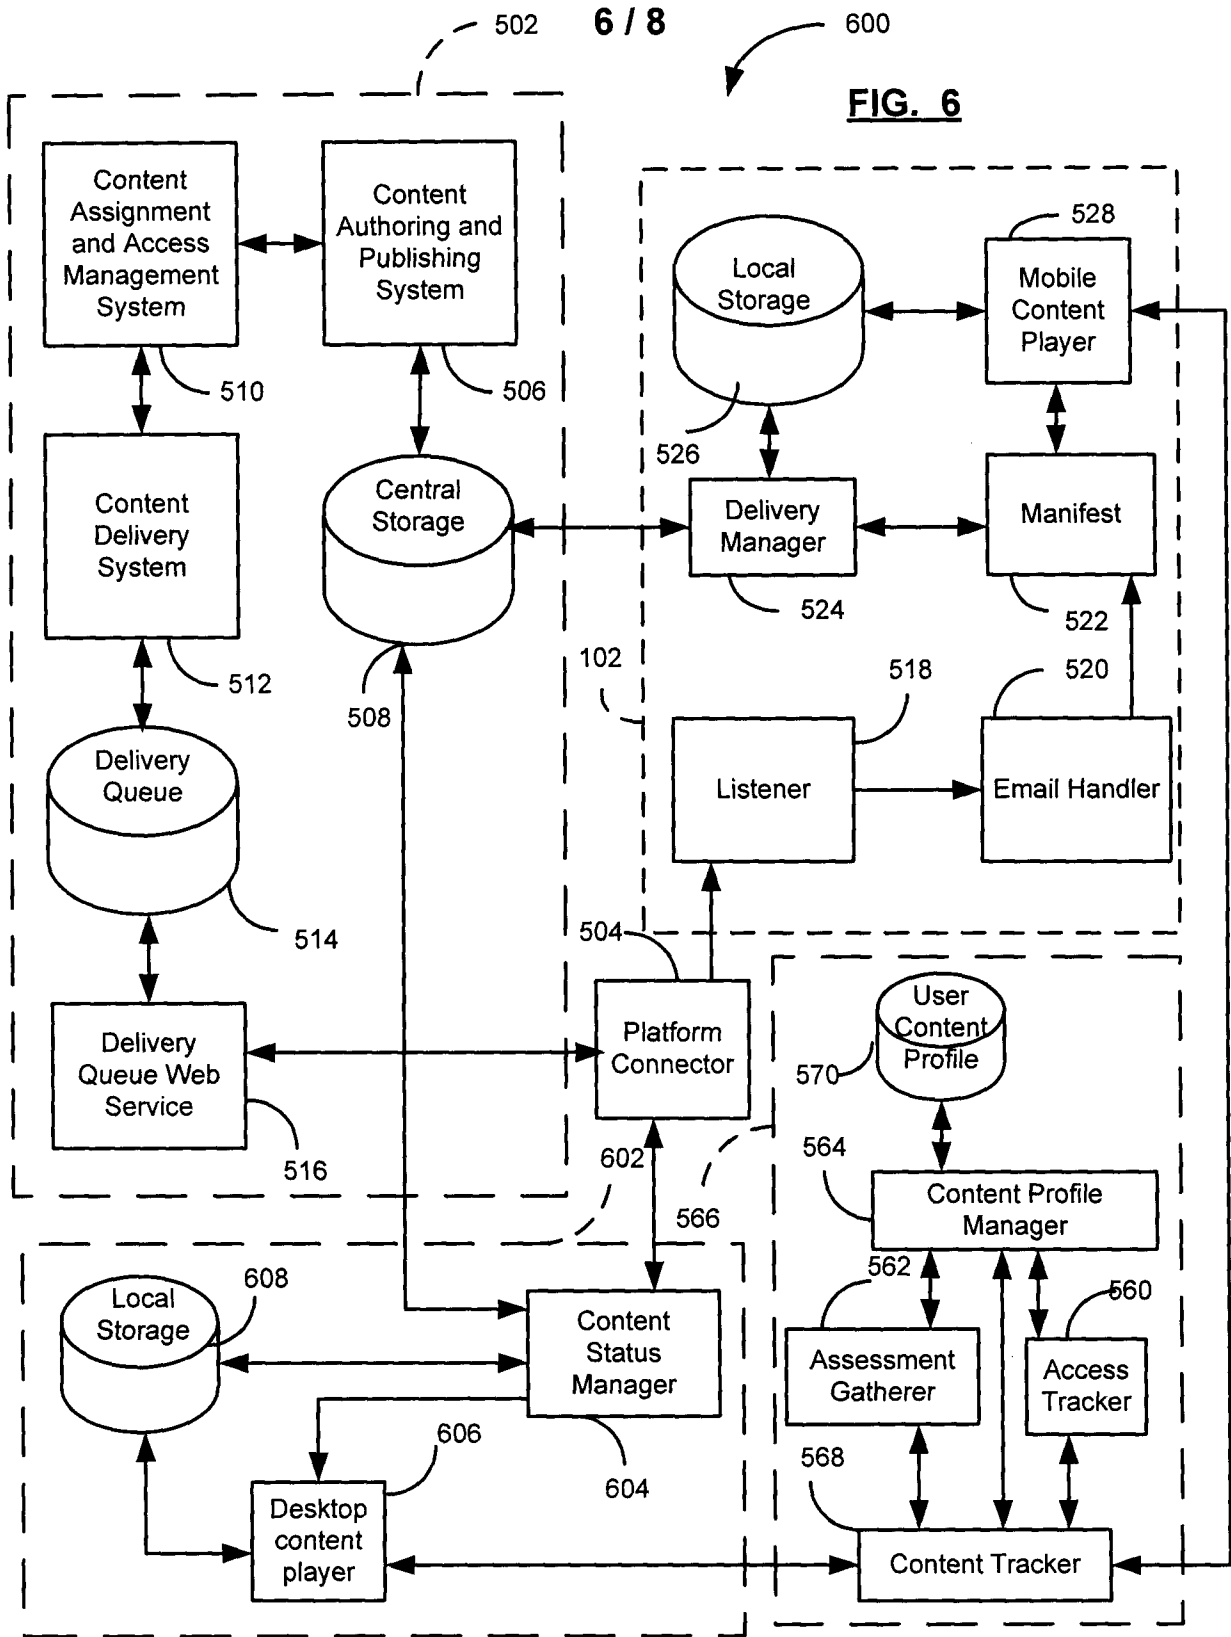 6 / 8
502
600
FIG. 6
Content
Assignment
and Access
Management
System
510
Content
Authoring and
Publishing
System
506
Content
Delivery
System
512
Central
Storage
508
Delivery
Queue
514
Delivery
Queue Web
Service
516
Local
Storage
526
528
Mobile
Content
Player
Delivery
Manager
524
Manifest
522
102
518
Listener
520
Email Handler
504
Platform
Connector
User
Content
Profile
570
564
Content Profile
Manager
566
562
Assessment
Gatherer
560
Access
Tracker
568
Content Tracker
602
608
Local
Storage
Content
Status
Manager
604
606
Desktop
content
player